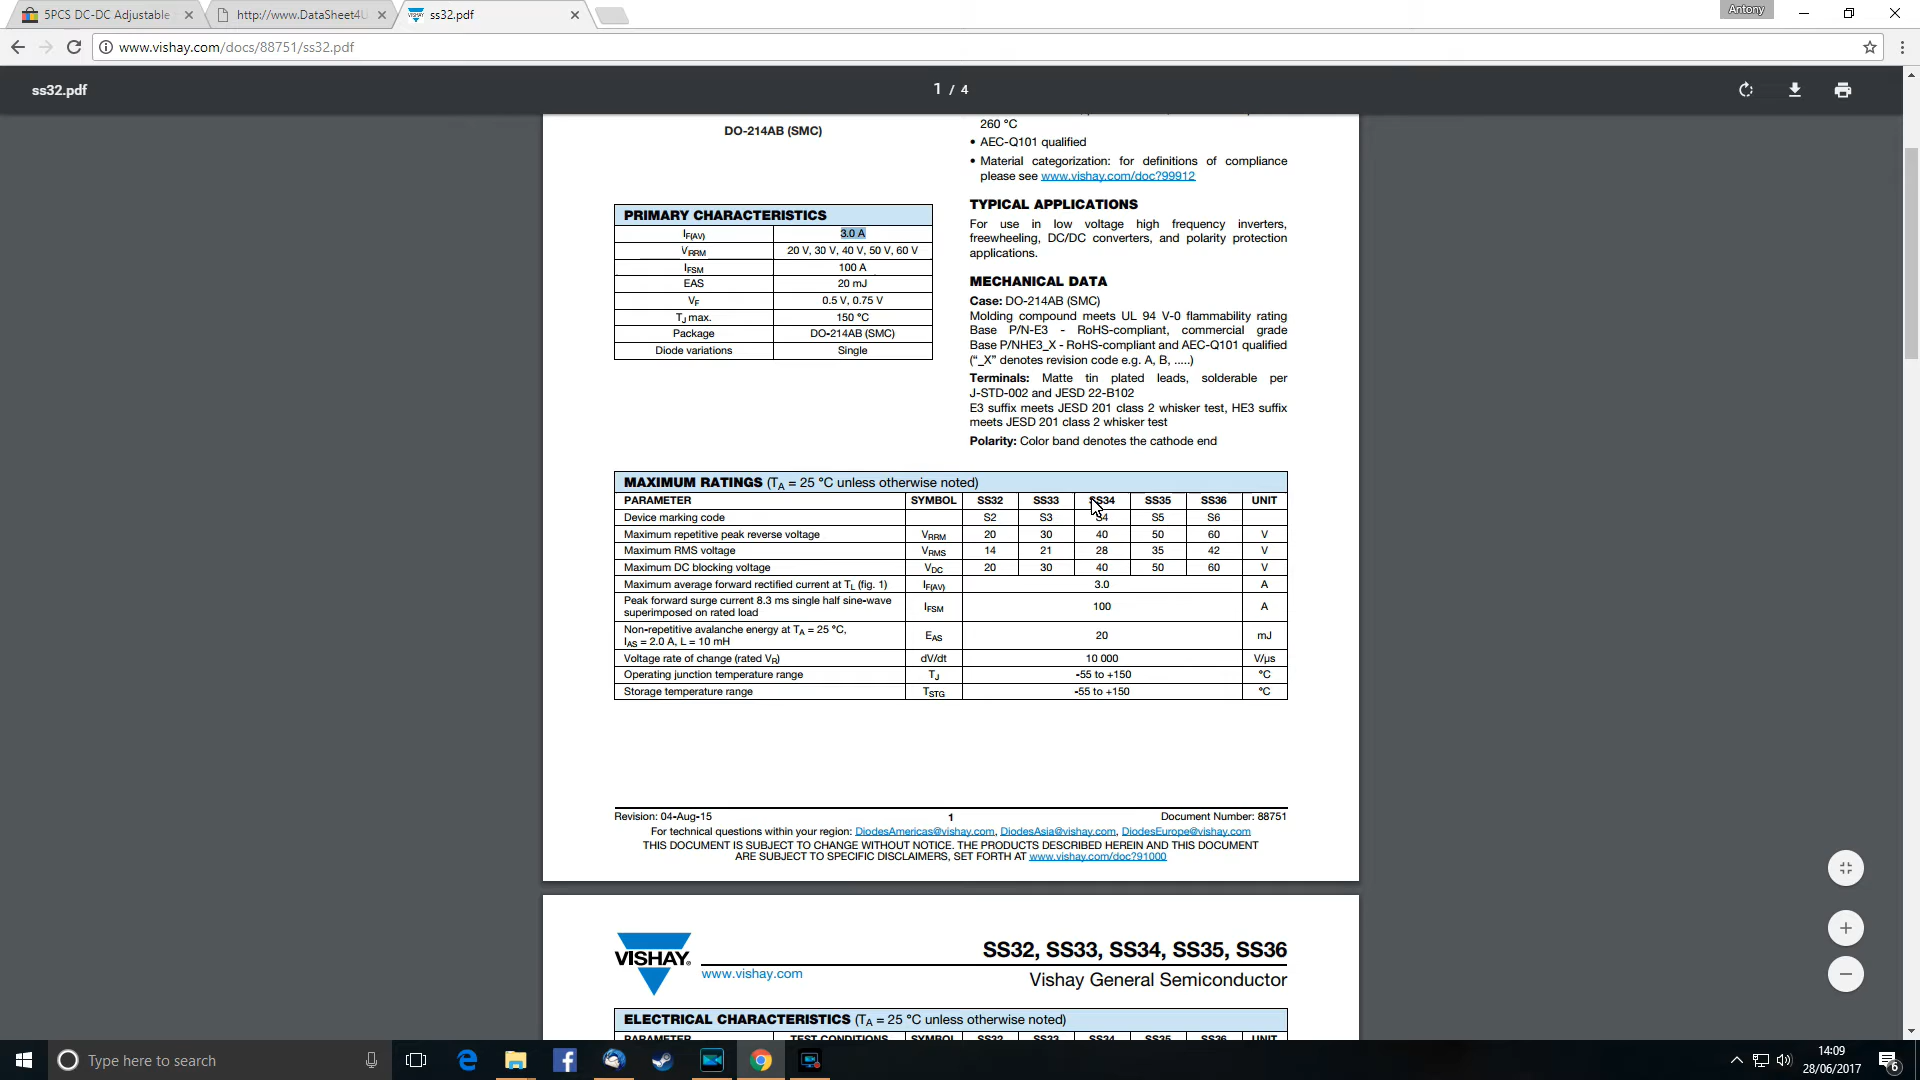 5PCS DC-DC Adjustable
http://www.DataSheet4U
ss32.pdf
Antony
www.vishay.com/docs/88751/ss32.pdf
ss32.pdf
1 / 4
DO-214AB (SMC)
260 °C
• AEC-Q101 qualified
• Material categorization: for definitions of compliance
please see www.vishay.com/doc?99912
PRIMARY CHARACTERISTICS
IF(AV) 3.0 A
VRRM 20 V, 30 V, 40 V, 50 V, 60 V
IFSM 100 A
EAS 20 mJ
VF 0.5 V, 0.75 V
TJ max. 150 °C
Package DO-214AB (SMC)
Diode variations Single
TYPICAL APPLICATIONS
For use in low voltage high frequency inverters,
freewheeling, DC/DC converters, and polarity protection
applications.
MECHANICAL DATA
Case: DO-214AB (SMC)
Molding compound meets UL 94 V-0 flammability rating
Base P/N-E3 - RoHS-compliant, commercial grade
Base P/NHE3_X - RoHS-compliant and AEC-Q101 qualified
(“_X” denotes revision code e.g. A, B, .....)
Terminals: Matte tin plated leads, solderable per
J-STD-002 and JESD 22-B102
E3 suffix meets JESD 201 class 2 whisker test, HE3 suffix
meets JESD 201 class 2 whisker test
Polarity: Color band denotes the cathode end
MAXIMUM RATINGS (TA = 25 °C unless otherwise noted)
PARAMETER SYMBOL SS32 SS33 SS34 SS35 SS36 UNIT
Device marking code S2 S3 S4 S5 S6
Maximum repetitive peak reverse voltage VRRM 20 30 40 50 60 V
Maximum RMS voltage VRMS 14 21 28 35 42 V
Maximum DC blocking voltage VDC 20 30 40 50 60 V
Maximum average forward rectified current at TL (fig. 1) IF(AV) 3.0 A
Peak forward surge current 8.3 ms single half sine-wave
superimposed on rated load IFSM 100 A
Non-repetitive avalanche energy at TA = 25 °C,
IAS = 2.0 A, L = 10 mH EAS 20 mJ
Voltage rate of change (rated VR) dV/dt 10 000 V/µs
Operating junction temperature range TJ -55 to +150 °C
Storage temperature range TSTG -55 to +150 °C
Revision: 04-Aug-15 1 Document Number: 88751
For technical questions within your region: DiodesAmericas@vishay.com, DiodesAsia@vishay.com, DiodesEurope@vishay.com
THIS DOCUMENT IS SUBJECT TO CHANGE WITHOUT NOTICE. THE PRODUCTS DESCRIBED HEREIN AND THIS DOCUMENT
ARE SUBJECT TO SPECIFIC DISCLAIMERS, SET FORTH AT www.vishay.com/doc?91000
VISHAY.
www.vishay.com
SS32, SS33, SS34, SS35, SS36
Vishay General Semiconductor
ELECTRICAL CHARACTERISTICS (TA = 25 °C unless otherwise noted)
PARAMETER TEST CONDITIONS SYMBOL SS32 SS33 SS34 SS35 SS36 UNIT
Type here to search
14:09
28/06/2017
6